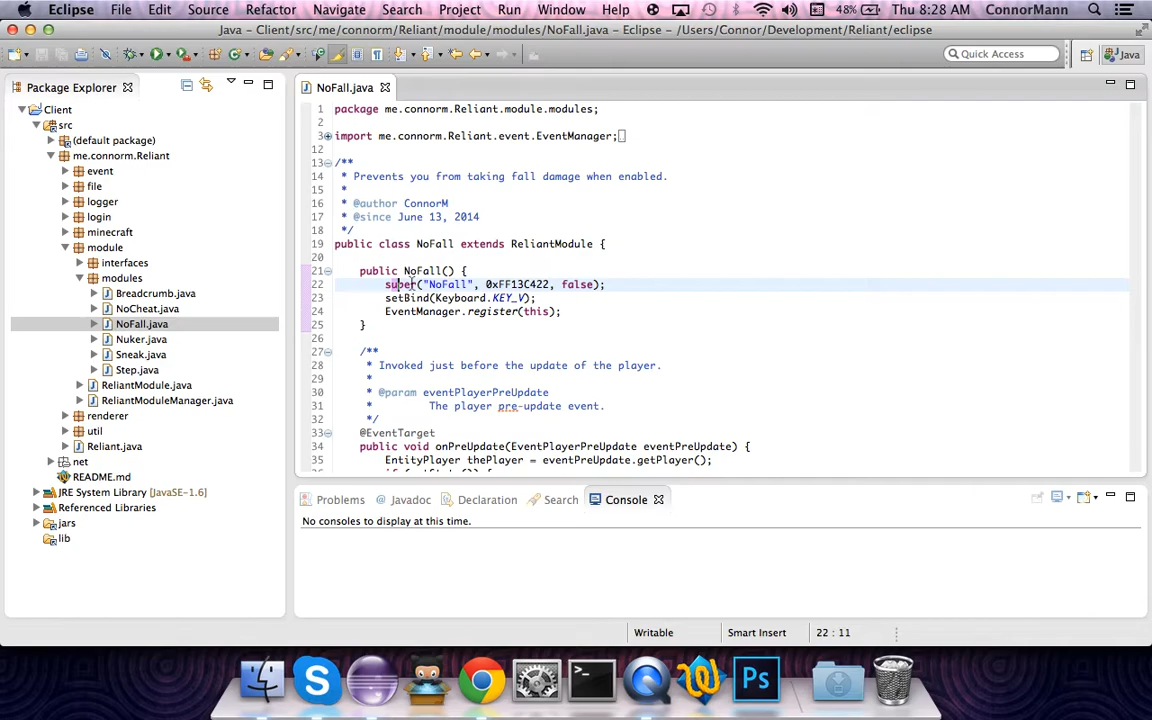 Eclipse File Edit Source Refactor Navigate Search Project Run Window Help 48% Thu 8:28 AM ConnorMann
Java - Client/src/me/connorm/Reliant/module/modules/NoFall.java - Eclipse - /Users/Connor/Development/Reliant/eclipse
Quick Access Java
Package Explorer
Client
src
(default package)
me.connorm.Reliant
event
file
logger
login
minecraft
module
interfaces
modules
Breadcrumb.java
NoCheat.java
NoFall.java
Nuker.java
Sneak.java
Step.java
ReliantModule.java
ReliantModuleManager.java
renderer
util
Reliant.java
net
README.md
JRE System Library [JavaSE-1.6]
Referenced Libraries
jars
lib
NoFall.java
1 package me.connorm.Reliant.module.modules;
2
3 import me.connorm.Reliant.event.EventManager;
12
13 /**
14 * Prevents you from taking fall damage when enabled.
15 *
16 * @author ConnorM
17 * @since June 13, 2014
18 */
19 public class NoFall extends ReliantModule {
20
21 public NoFall() {
22 super("NoFall", 0xFF13C422, false);
23 setBind(Keyboard.KEY_V);
24 EventManager.register(this);
25 }
26
27 /**
28 * Invoked just before the update of the player.
29 *
30 * @param eventPlayerPreUpdate
31 * The player pre-update event.
32 */
33 @EventTarget
34 public void onPreUpdate(EventPlayerPreUpdate eventPreUpdate) {
35 EntityPlayer thePlayer = eventPreUpdate.getPlayer();
Problems Javadoc Declaration Search Console
No consoles to display at this time.
Writable Smart Insert 22 : 11
Ps